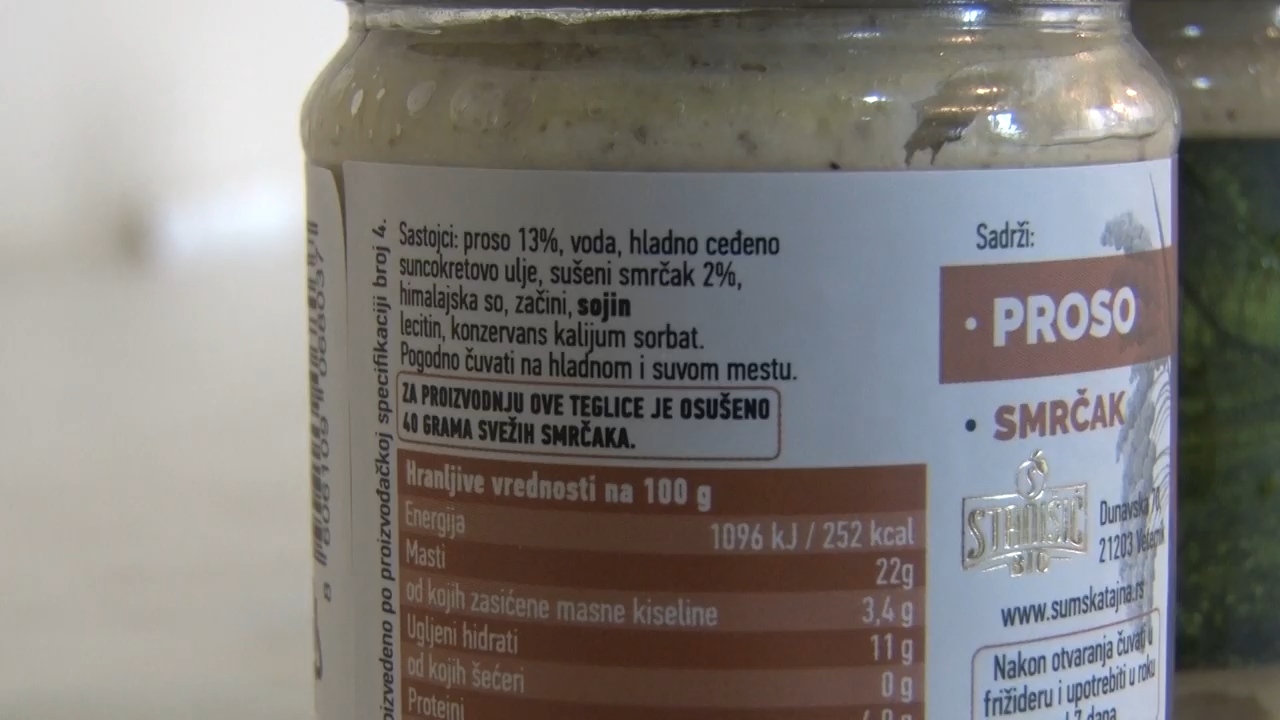 Sastojci: proso 13%, voda, hladno ceđeno
suncokretovo ulje, sušeni smrčak 2%,
himalajska so, začini, sojin
lecitin, konzervans kalijum sorbat.
Pogodno čuvati na hladnom i suvom mestu.
ZA PROIZVODNJU OVE TEGLICE JE OSUŠENO
40 GRAMA SVEŽIH SMRČAKA.
Hranljive vrednosti na 100 g
Energija 1096 kJ / 252 kcal
Masti 22g
od kojih zasićene masne kiseline 3,4 g
Ugljeni hidrati 11 g
od kojih šećeri 0 g
Proteini
po proizvođačkoj specifikaciji broj 4.
Sadrži:
• PROSO
• SMRČAK
Dunavska
21203
www.sumskatajna.rs
Nakon otvaranja čuvati u
frižideru i upotrebiti u roku
7 dana